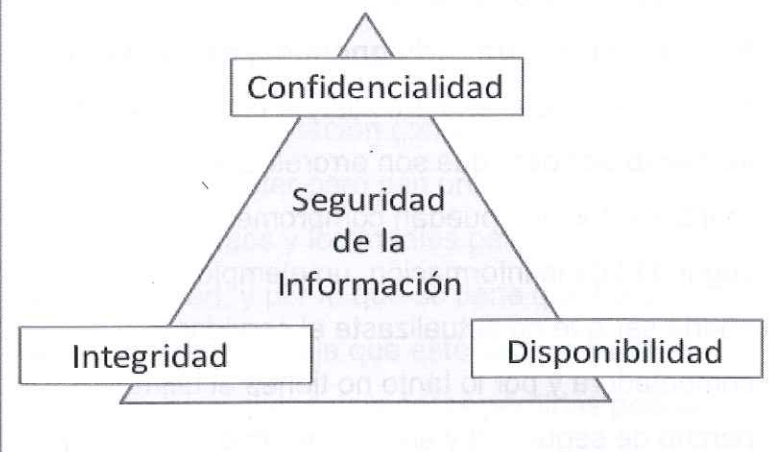 Confidencialidad
Seguridad
de la
Información
Integridad
Disponibilidad